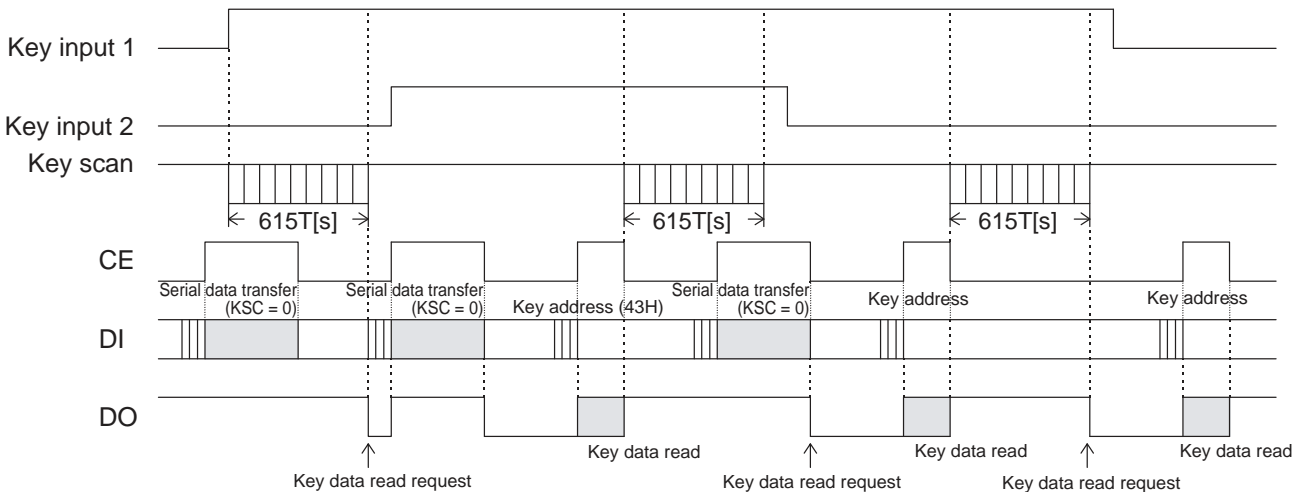 Key input 1
Key input 2
Key scan
615T[s] 615T[s] 615T[s]
CE
Serial data transfer Serial data transfer Serial data transfer
(KSC = 0) (KSC = 0) Key address (43H) (KSC = 0) Key address Key address
DI
DO
Key data read Key data read Key data read
Key data read request Key data read request Key data read request